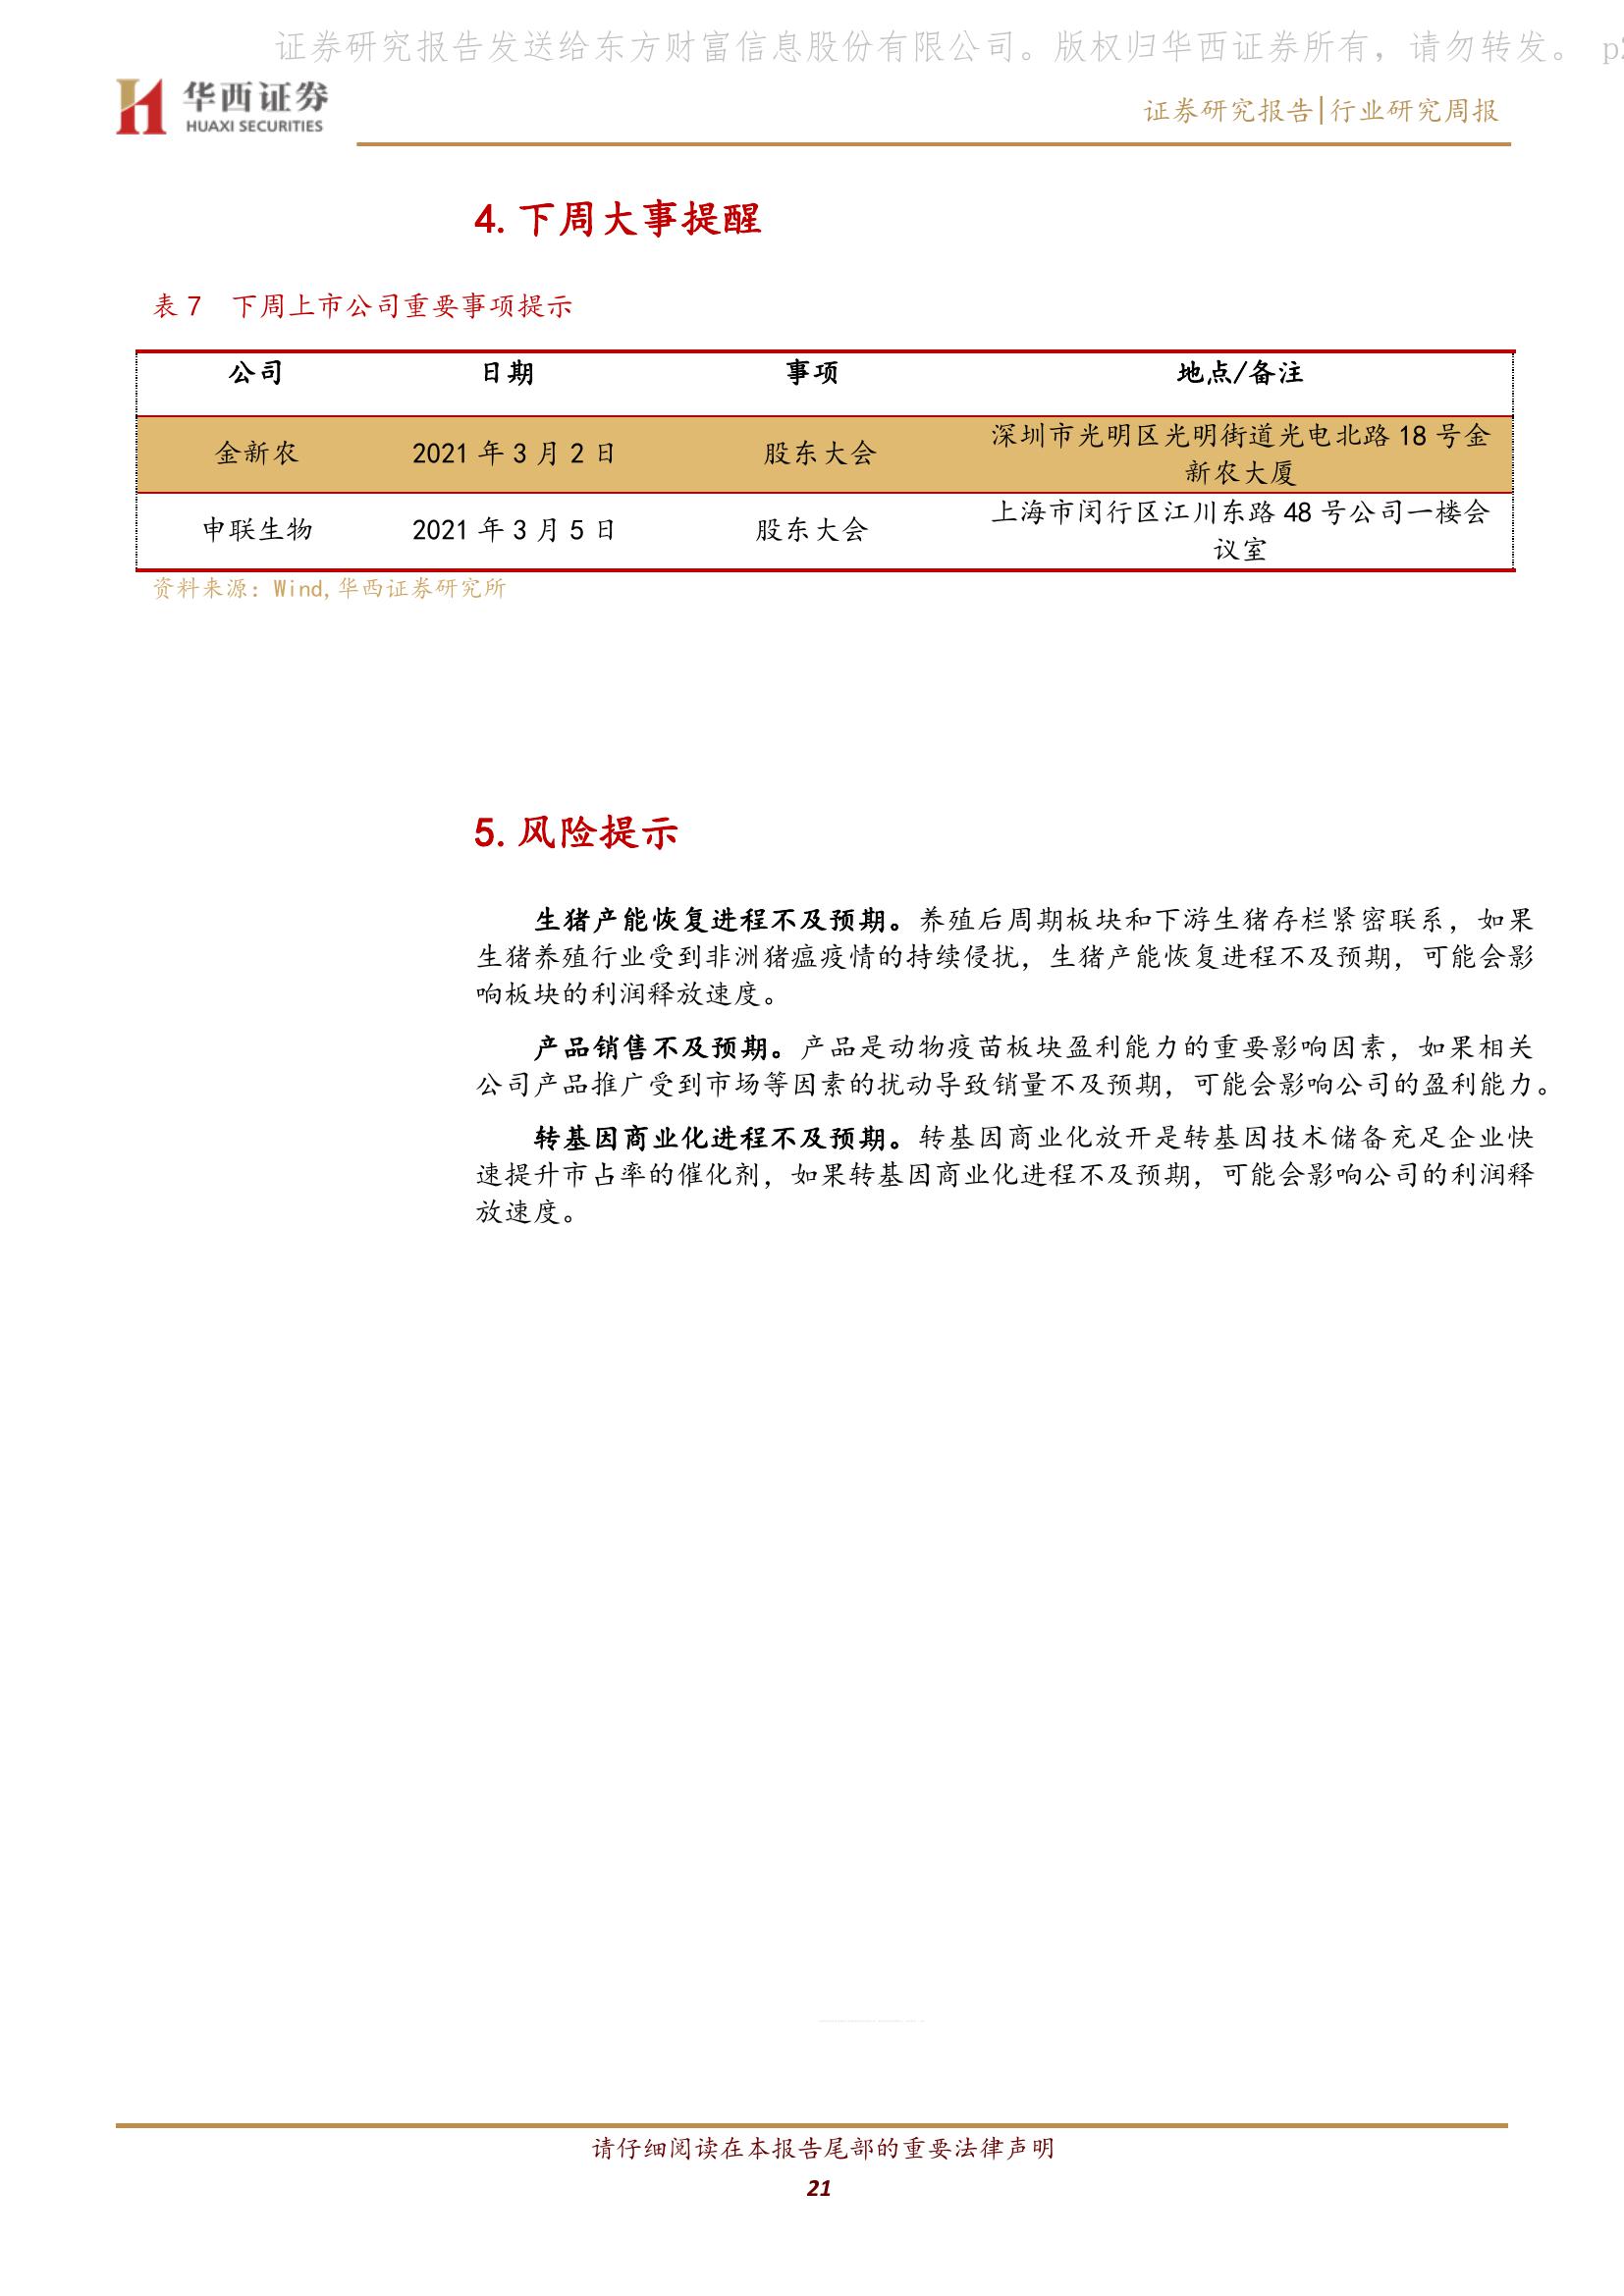 证券研究报告发送给东方财富信息股份有限公司。版权归华西证券所有，请勿转发。 p2
华西证券
HUAXI SECURITIES
证券研究报告|行业研究周报
4.下周大事提醒
表 7 下周上市公司重要事项提示
公司 日期 事项 地点/备注
金新农 2021 年 3 月 2 日 股东大会 深圳市光明区光明街道光电北路 18 号金
新农大厦
申联生物 2021 年 3 月 5 日 股东大会 上海市闵行区江川东路 48 号公司一楼会
议室
资料来源：Wind,华西证券研究所
5.风险提示
生猪产能恢复进程不及预期。养殖后周期板块和下游生猪存栏紧密联系，如果
生猪养殖行业受到非洲猪瘟疫情的持续侵扰，生猪产能恢复进程不及预期，可能会影
响板块的利润释放速度。
产品销售不及预期。产品是动物疫苗板块盈利能力的重要影响因素，如果相关
公司产品推广受到市场等因素的扰动导致销量不及预期，可能会影响公司的盈利能力。
转基因商业化进程不及预期。转基因商业化放开是转基因技术储备充足企业快
速提升市占率的催化剂，如果转基因商业化进程不及预期，可能会影响公司的利润释
放速度。
请仔细阅读在本报告尾部的重要法律声明
21